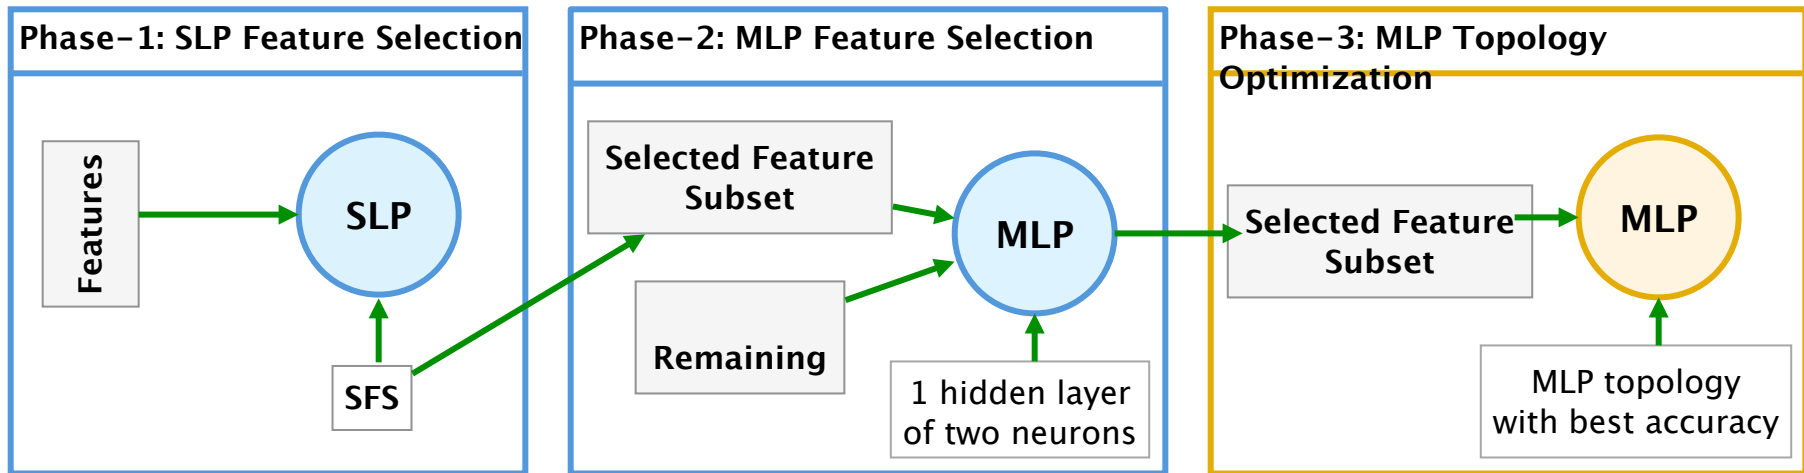 Phase-1: SLP Feature Selection
Features
SLP
SFS
Phase-2: MLP Feature Selection
Selected Feature
Subset
Remaining
MLP
1 hidden layer
of two neurons
Phase-3: MLP Topology
Optimization
Selected Feature
Subset
MLP
MLP topology
with best accuracy